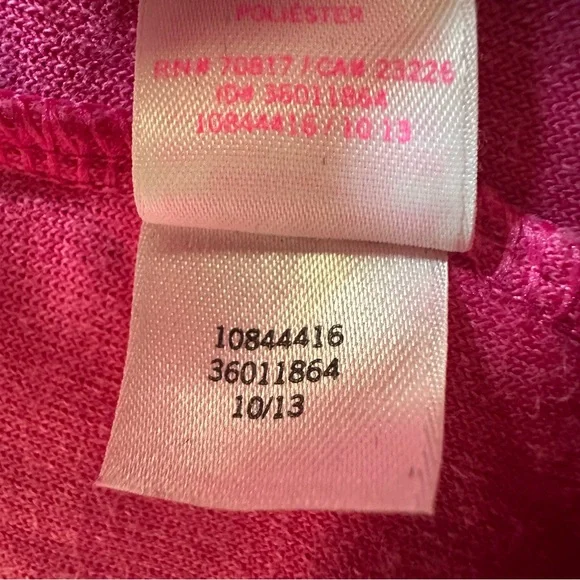 POLIÉSTER
RN# 70817 / CA# 23226
ID# 36011864
10844416 / 10 13
10844416
36011864
10/13